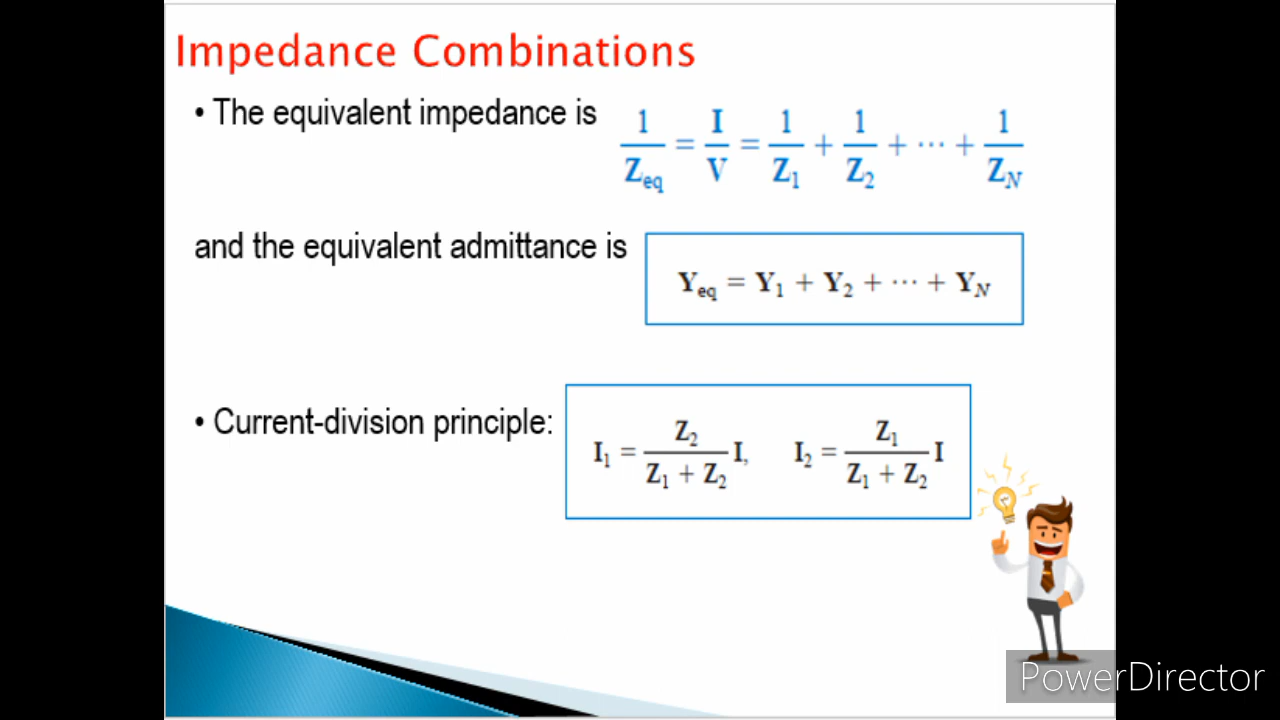 Impedance Combinations
• The equivalent impedance is
1/Z_eq = I/V = 1/Z_1 + 1/Z_2 + ⋯ + 1/Z_N
and the equivalent admittance is
Y_eq = Y_1 + Y_2 + ⋯ + Y_N
• Current-division principle:
I_1 = Z_2/(Z_1 + Z_2) I, I_2 = Z_1/(Z_1 + Z_2) I
PowerDirector